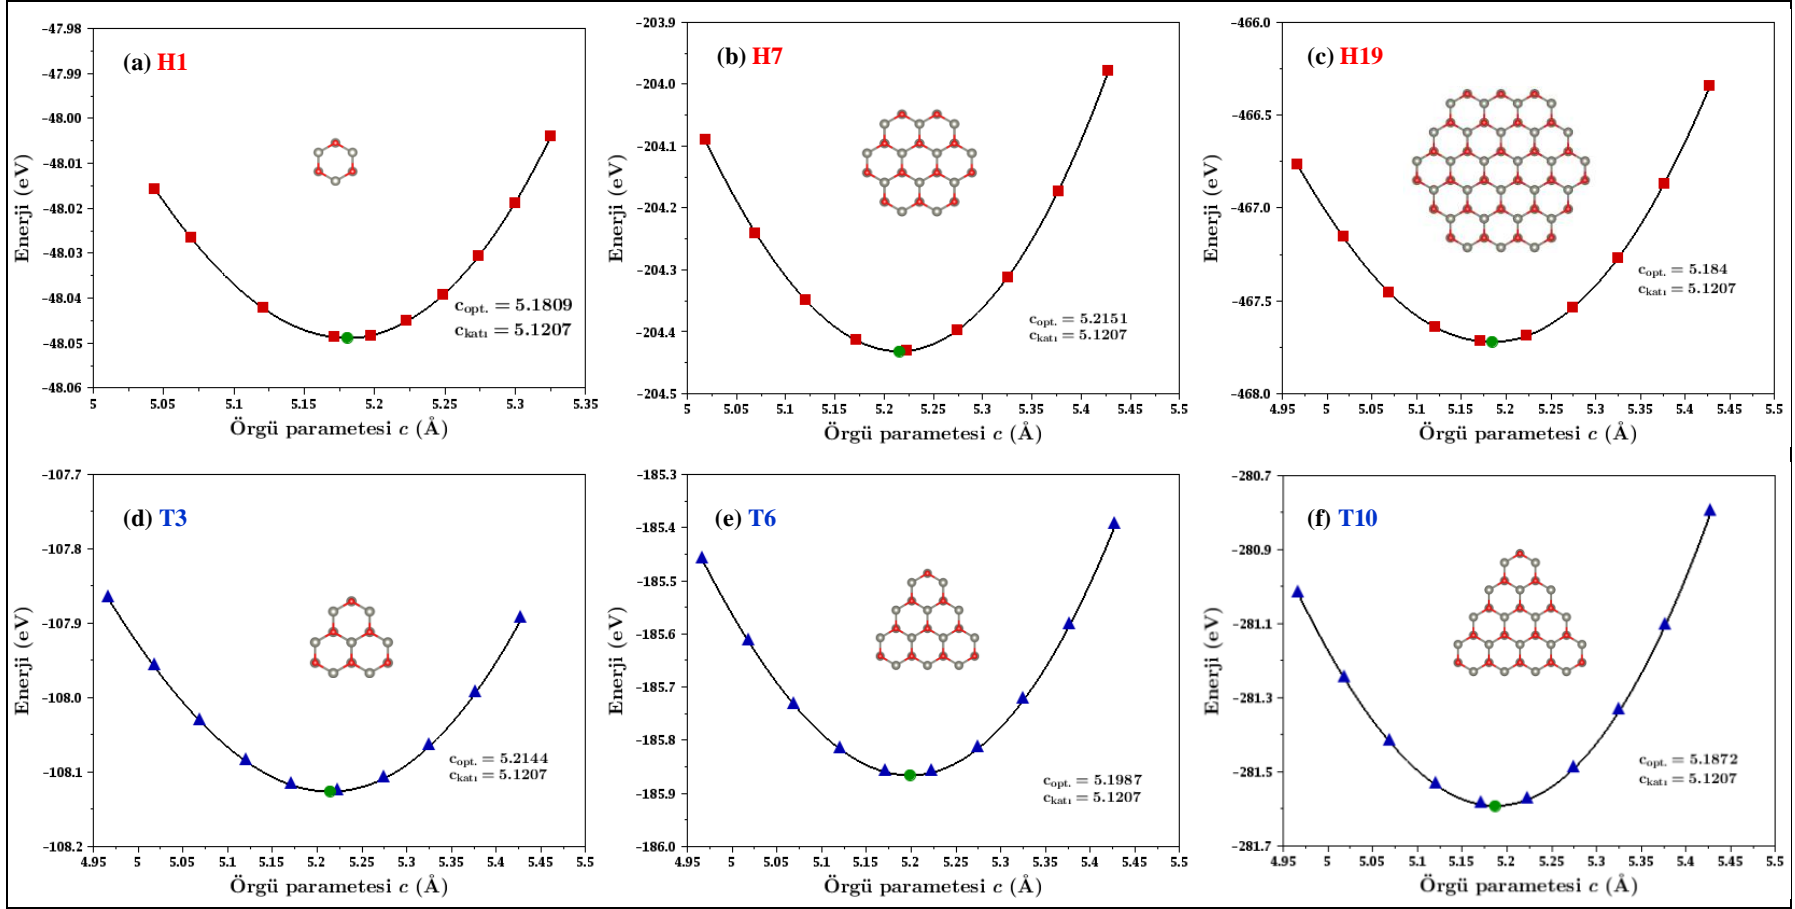 (a) H1
-47.98
-47.99
-48.00
-48.01
-48.02
-48.03
-48.04
-48.05
-48.06
Enerji (eV)
c_opt. = 5.1809
c_katı = 5.1207
5 5.05 5.1 5.15 5.2 5.25 5.3 5.35
Örgü parametesi c (Å)
(b) H7
-203.9
-204.0
-204.1
-204.2
-204.3
-204.4
-204.5
Enerji (eV)
c_opt. = 5.2151
c_katı = 5.1207
5 5.05 5.1 5.15 5.2 5.25 5.3 5.35 5.4 5.45 5.5
Örgü parametesi c (Å)
(c) H19
-466.0
-466.5
-467.0
-467.5
-468.0
Enerji (eV)
c_opt. = 5.184
c_katı = 5.1207
4.95 5 5.05 5.1 5.15 5.2 5.25 5.3 5.35 5.4 5.45 5.5
Örgü parametesi c (Å)
(d) T3
-107.7
-107.8
-107.9
-108.0
-108.1
-108.2
Enerji (eV)
c_opt. = 5.2144
c_katı = 5.1207
4.95 5 5.05 5.1 5.15 5.2 5.25 5.3 5.35 5.4 5.45 5.5
Örgü parametesi c (Å)
(e) T6
-185.3
-185.4
-185.5
-185.6
-185.7
-185.8
-185.9
-186.0
Enerji (eV)
c_opt. = 5.1987
c_katı = 5.1207
4.95 5 5.05 5.1 5.15 5.2 5.25 5.3 5.35 5.4 5.45 5.5
Örgü parametesi c (Å)
(f) T10
-280.7
-280.9
-281.1
-281.3
-281.5
-281.7
Enerji (eV)
c_opt. = 5.1872
c_katı = 5.1207
4.95 5 5.05 5.1 5.15 5.2 5.25 5.3 5.35 5.4 5.45 5.5
Örgü parametesi c (Å)